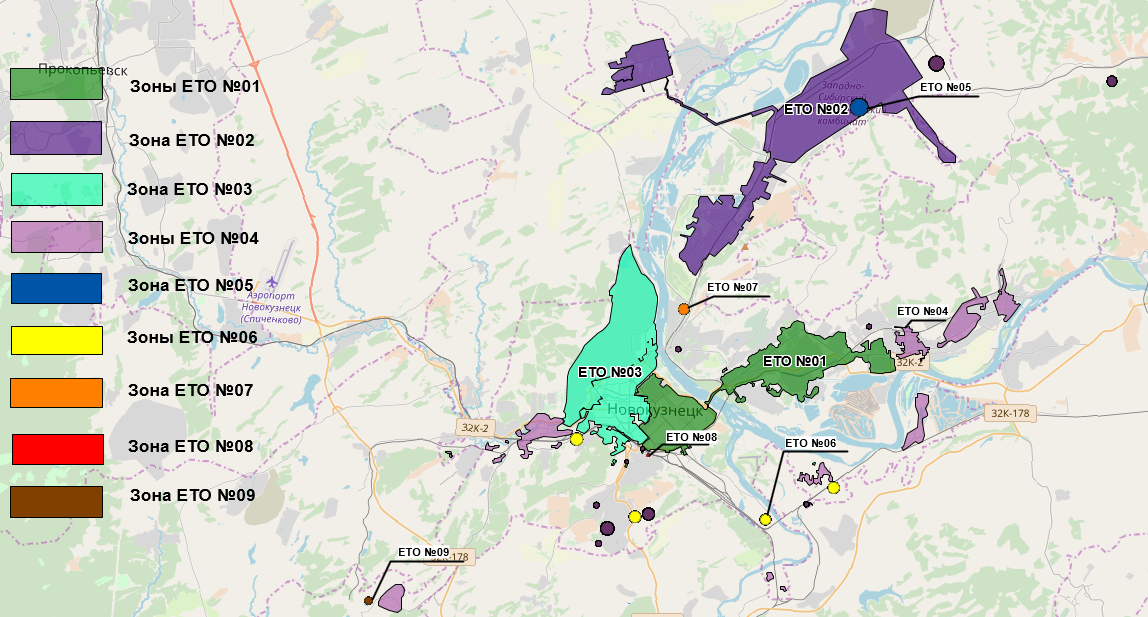 Прокопьевск
Зоны ЕТО №01
Зона ЕТО №02
Зона ЕТО №03
Зоны ЕТО №04
Зона ЕТО №05
Зоны ЕТО №06
Зона ЕТО №07
Зона ЕТО №08
Зона ЕТО №09
Аэропорт
Новокузнецк
(Спиченково)
ЕТО №05
Западно-
ЕТО №02
ЕТО №07
ЕТО №04
ЕТО №01
32К-2
ЕТО №03
Новокузнецк
32К-178
32К-2
ЕТО №08
ЕТО №06
ЕТО №09